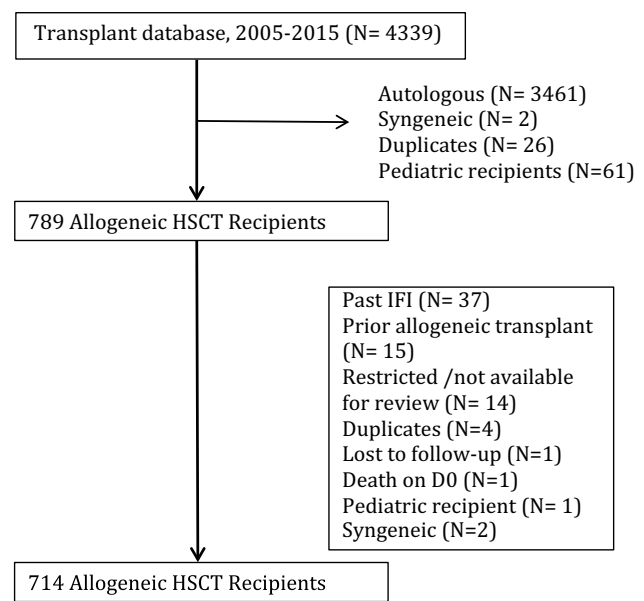 Transplant database, 2005-2015 (N= 4339)
Autologous (N= 3461)
Syngeneic (N= 2)
Duplicates (N= 26)
Pediatric recipients (N=61)
789 Allogeneic HSCT Recipients
Past IFI (N= 37)
Prior allogeneic transplant
(N= 15)
Restricted /not available
for review (N= 14)
Duplicates (N=4)
Lost to follow-up (N=1)
Death on D0 (N=1)
Pediatric recipient (N= 1)
Syngeneic (N=2)
714 Allogeneic HSCT Recipients